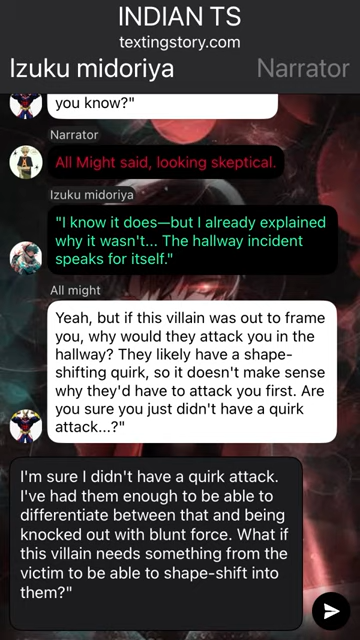 INDIAN TS
textingstory.com
Izuku midoriya
Narrator
you know?"
Narrator
All Might said, looking skeptical.
Izuku midoriya
"I know it does—but I already explained
why it wasn't... The hallway incident
speaks for itself."
All might
Yeah, but if this villain was out to frame
you, why would they attack you in the
hallway? They likely have a shape-
shifting quirk, so it doesn't make sense
why they'd have to attack you first. Are
you sure you just didn't have a quirk
attack...?"
I'm sure I didn't have a quirk attack.
I've had them enough to be able to
differentiate between that and being
knocked out with blunt force. What if
this villain needs something from the
victim to be able to shape-shift into
them?"